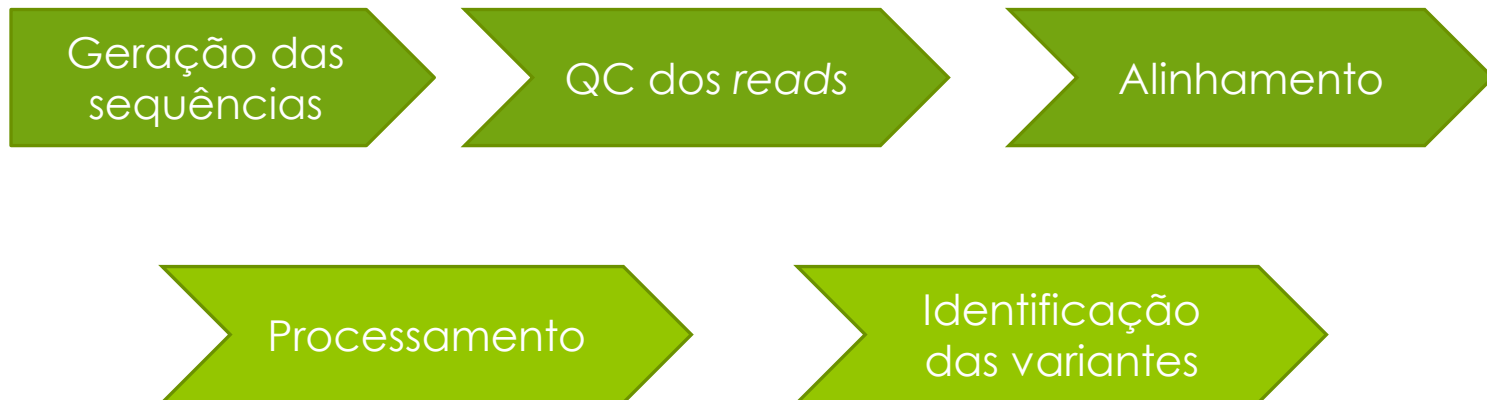 Geração das
sequências
QC dos reads
Alinhamento
Processamento
Identificação
das variantes